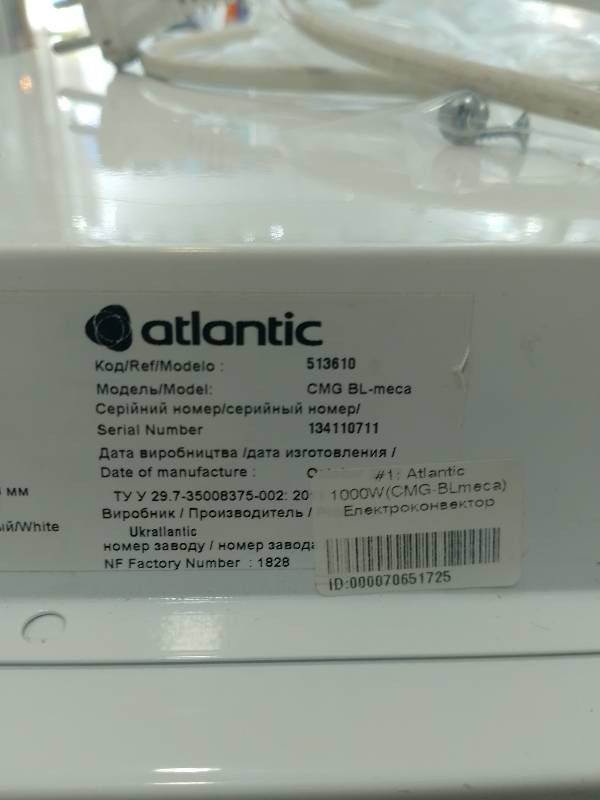 atlantic
Код/Ref/Modelo : 513610
Модель/Model: CMG BL-meca
Серійний номер/серийный номер/
Serial Number 134110711
Дата виробництва /дата изготовления /
Date of manufacture :
мм
ТУ У 29.7-35008375-002: 20
Виробник / Производитель /
/White
Ukratlantic
номер заводу / номер завода
NF Factory Number : 1828
#1: Atlantic
1000W(CMG-BLmeca)
Електроконвектор
ID:000070651725